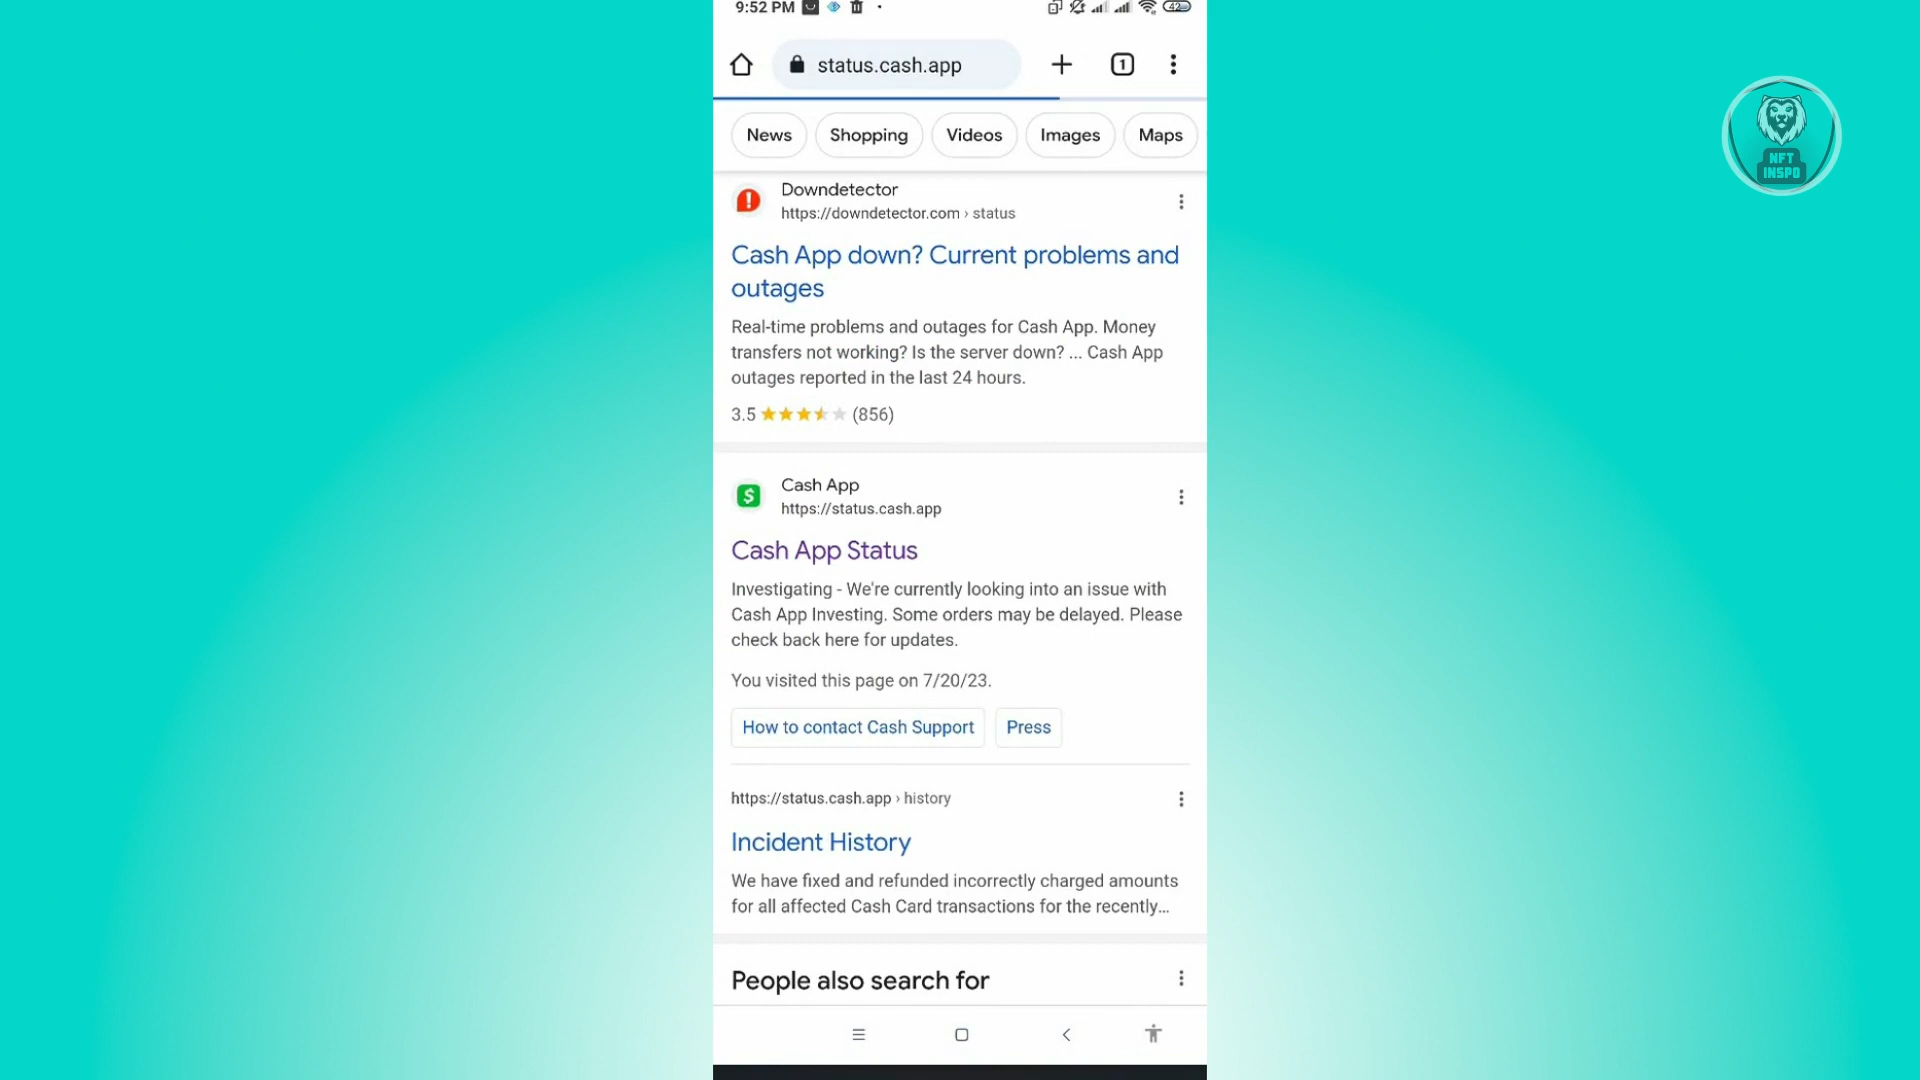 9:52 PM
42
status.cash.app
1
News
Shopping
Videos
Images
Maps
Downdetector
https://downdetector.com › status
Cash App down? Current problems and
outages
Real-time problems and outages for Cash App. Money
transfers not working? Is the server down? ... Cash App
outages reported in the last 24 hours.
3.5 (856)
Cash App
https://status.cash.app
Cash App Status
Investigating - We're currently looking into an issue with
Cash App Investing. Some orders may be delayed. Please
check back here for updates.
You visited this page on 7/20/23.
How to contact Cash Support
Press
https://status.cash.app › history
Incident History
We have fixed and refunded incorrectly charged amounts
for all affected Cash Card transactions for the recently...
People also search for
NFT
INSPO